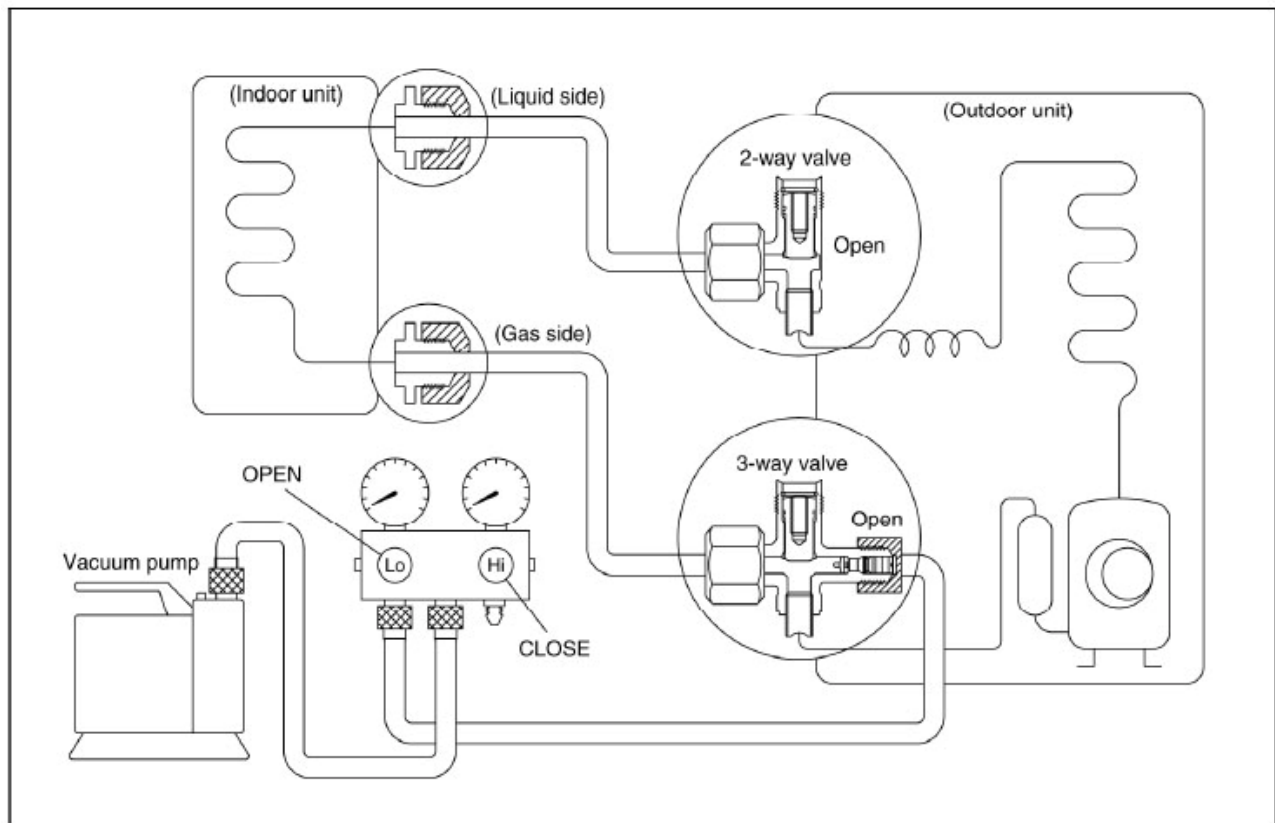 (Indoor unit)
(Liquid side)
(Outdoor unit)
2-way valve
Open
(Gas side)
3-way valve
OPEN
Open
Vacuum pump
Lo
Hi
CLOSE